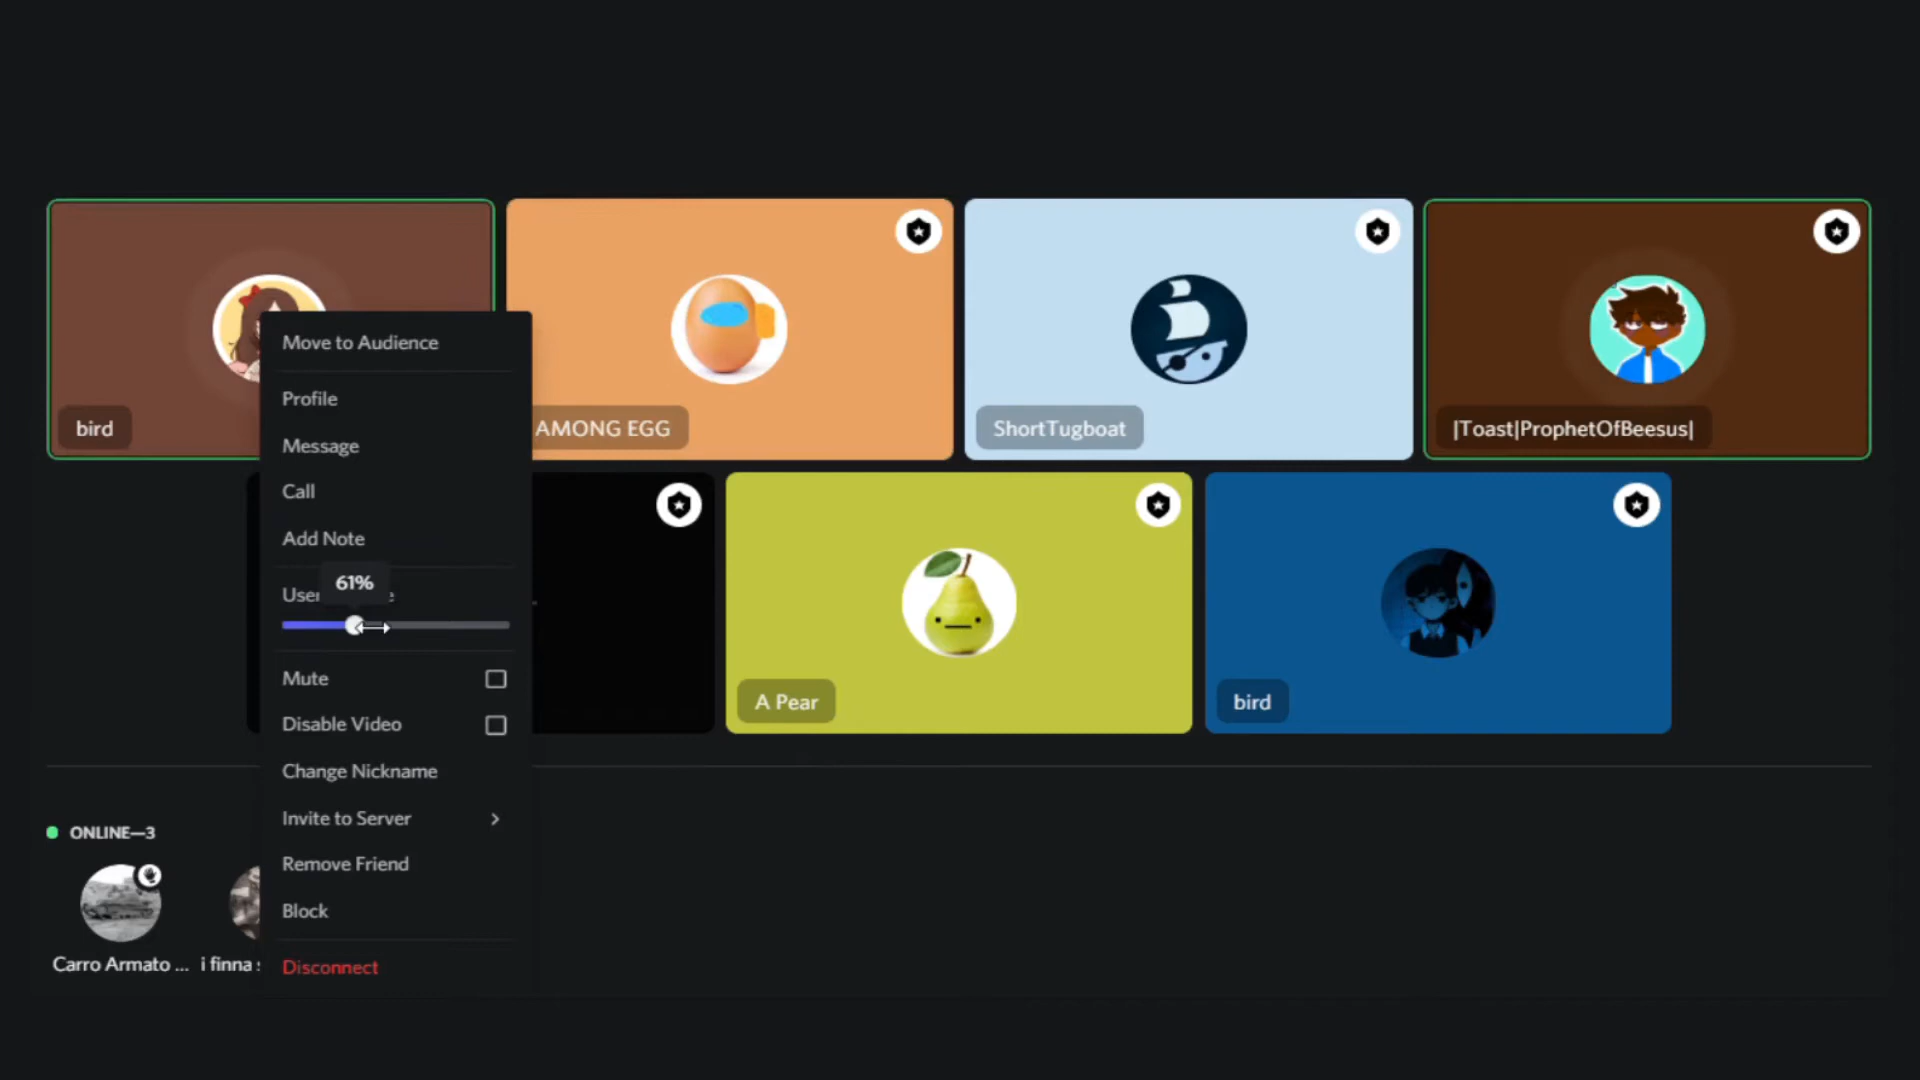 bird
AMONG EGG
ShortTugboat
|Toast|ProphetOfBeesus|
Move to Audience
Profile
Message
Call
Add Note
61%
Mute
Disable Video
Change Nickname
Invite to Server
Remove Friend
Block
Disconnect
A Pear
bird
ONLINE—3
Carro Armato ...
i finna